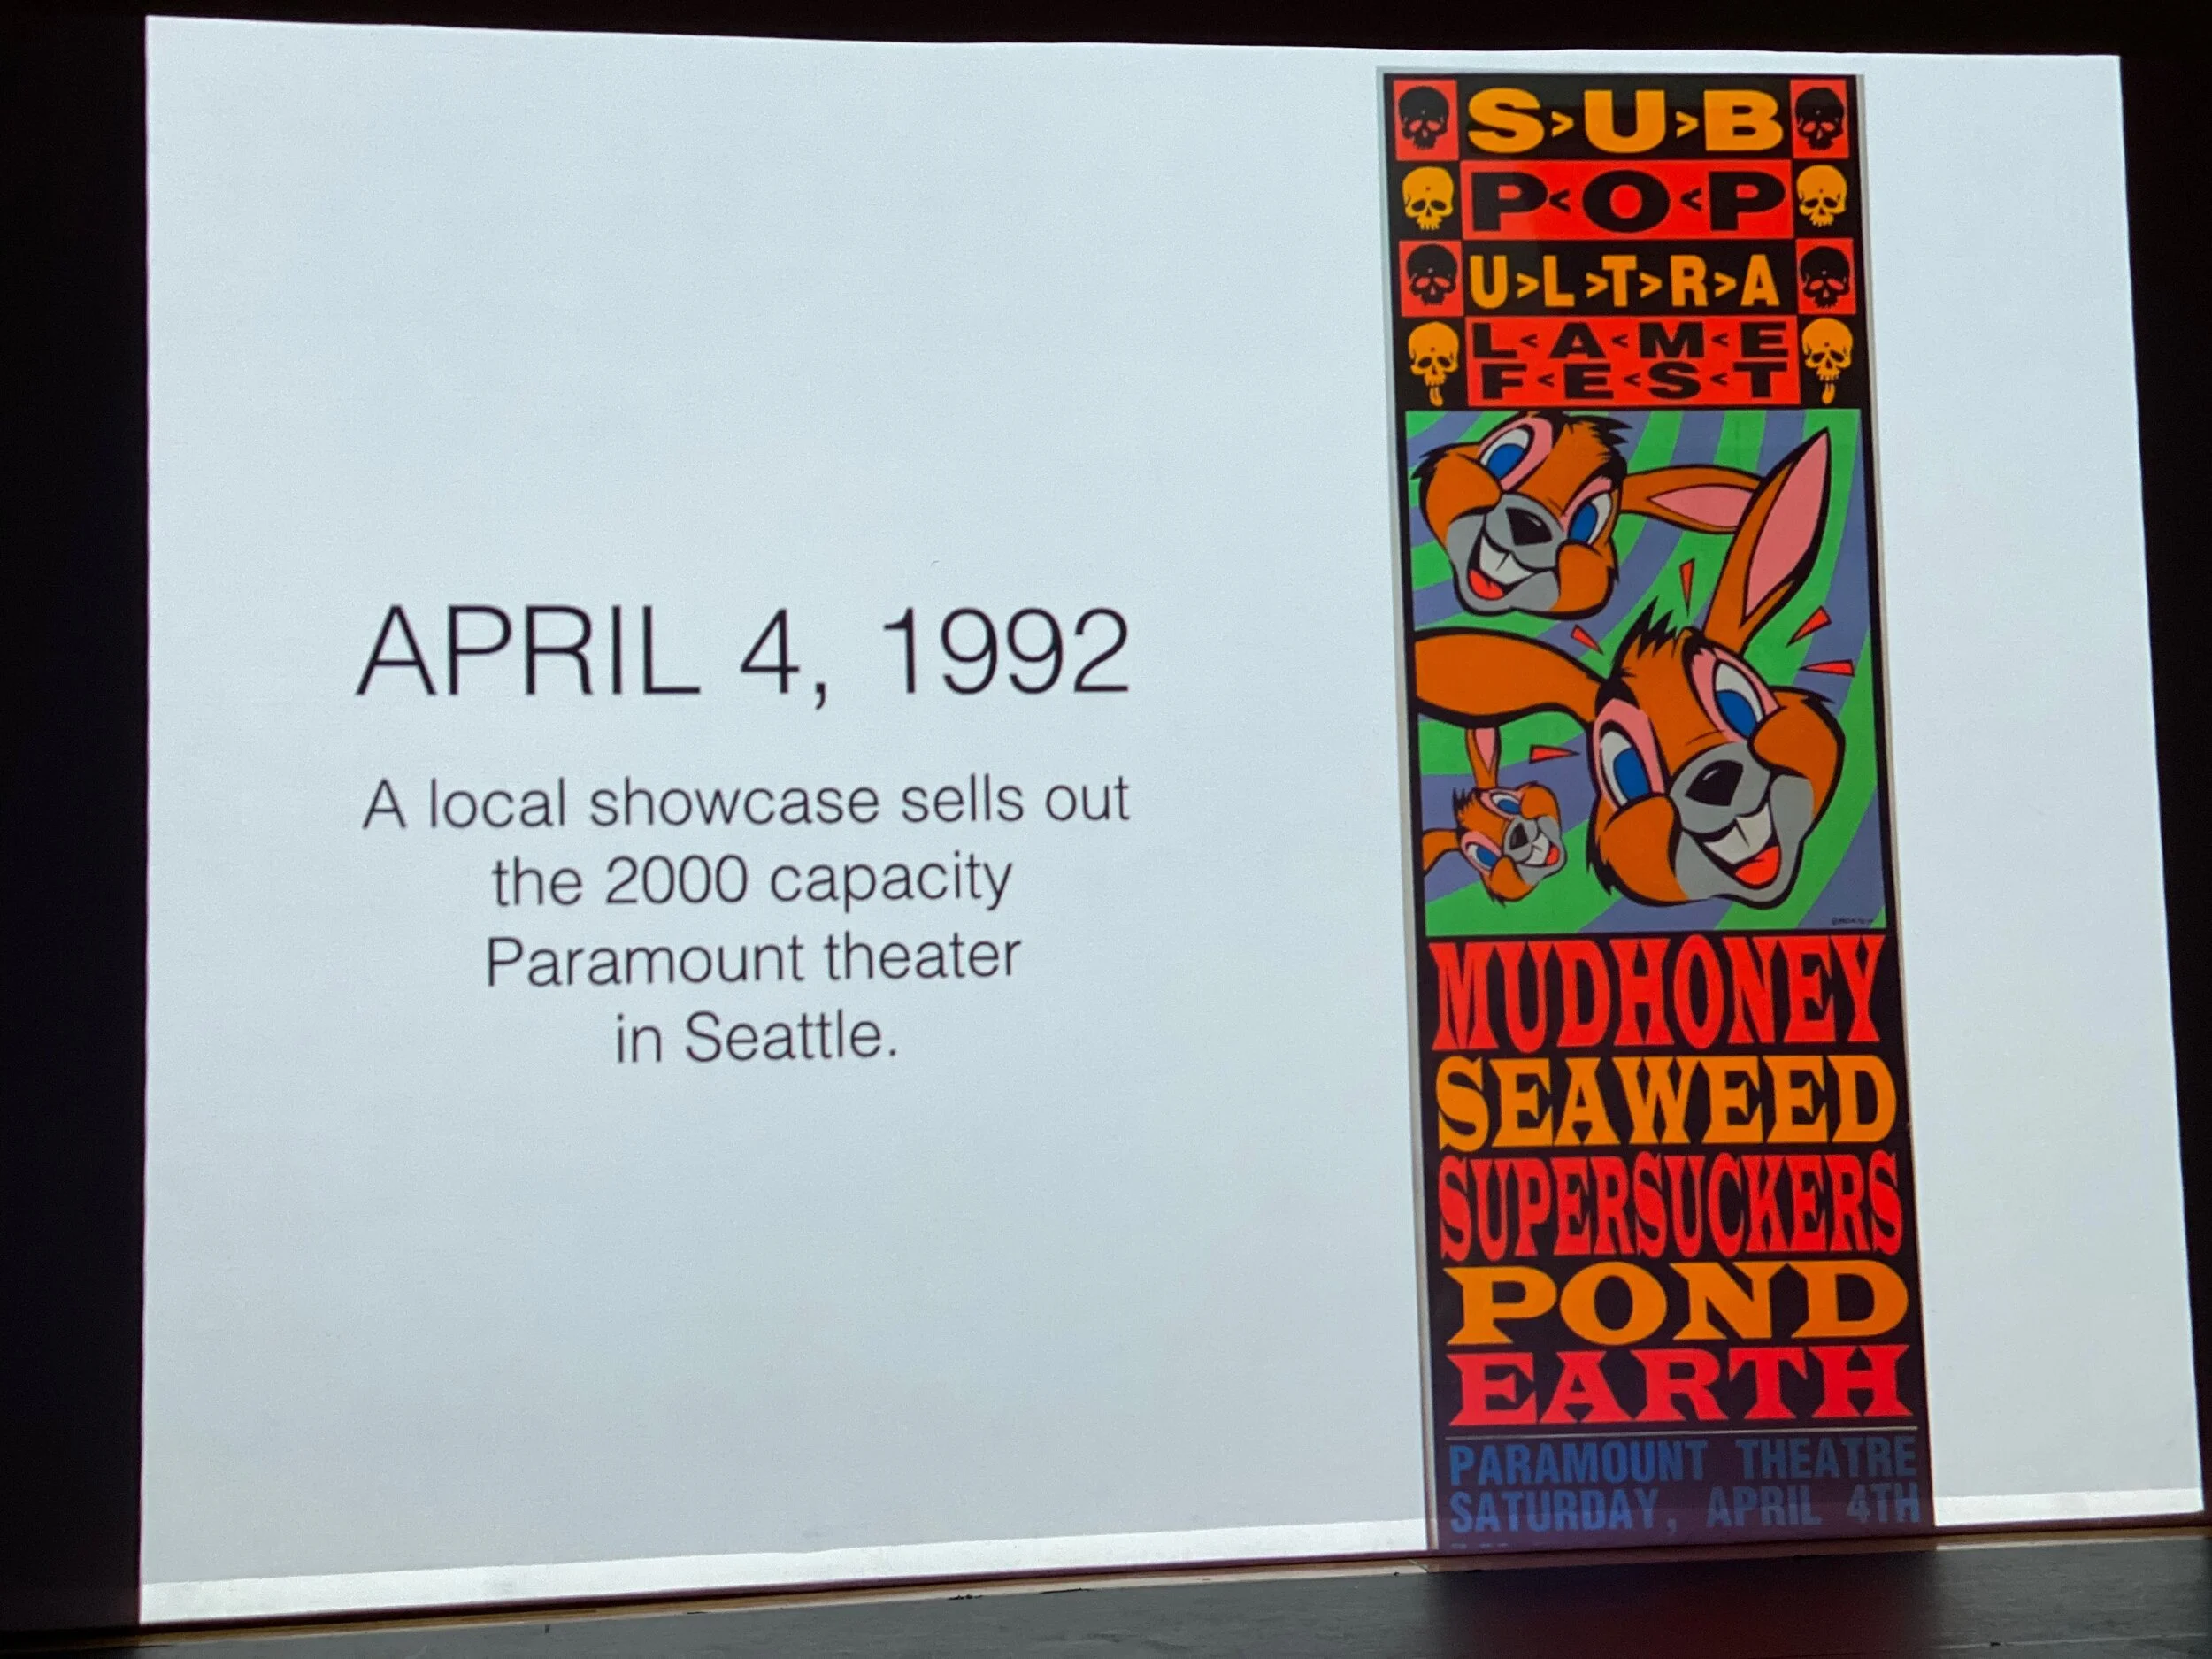 APRIL 4, 1992
A local showcase sells out
the 2000 capacity
Paramount theater
in Seattle.
S>U>B
P<O<P
U>L>T>R>A
L<A<M<E
F<E<S<T
MUDHONEY
SEAWEED
SUPERSUCKERS
POND
EARTH
PARAMOUNT THEATRE
SATURDAY, APRIL 4TH